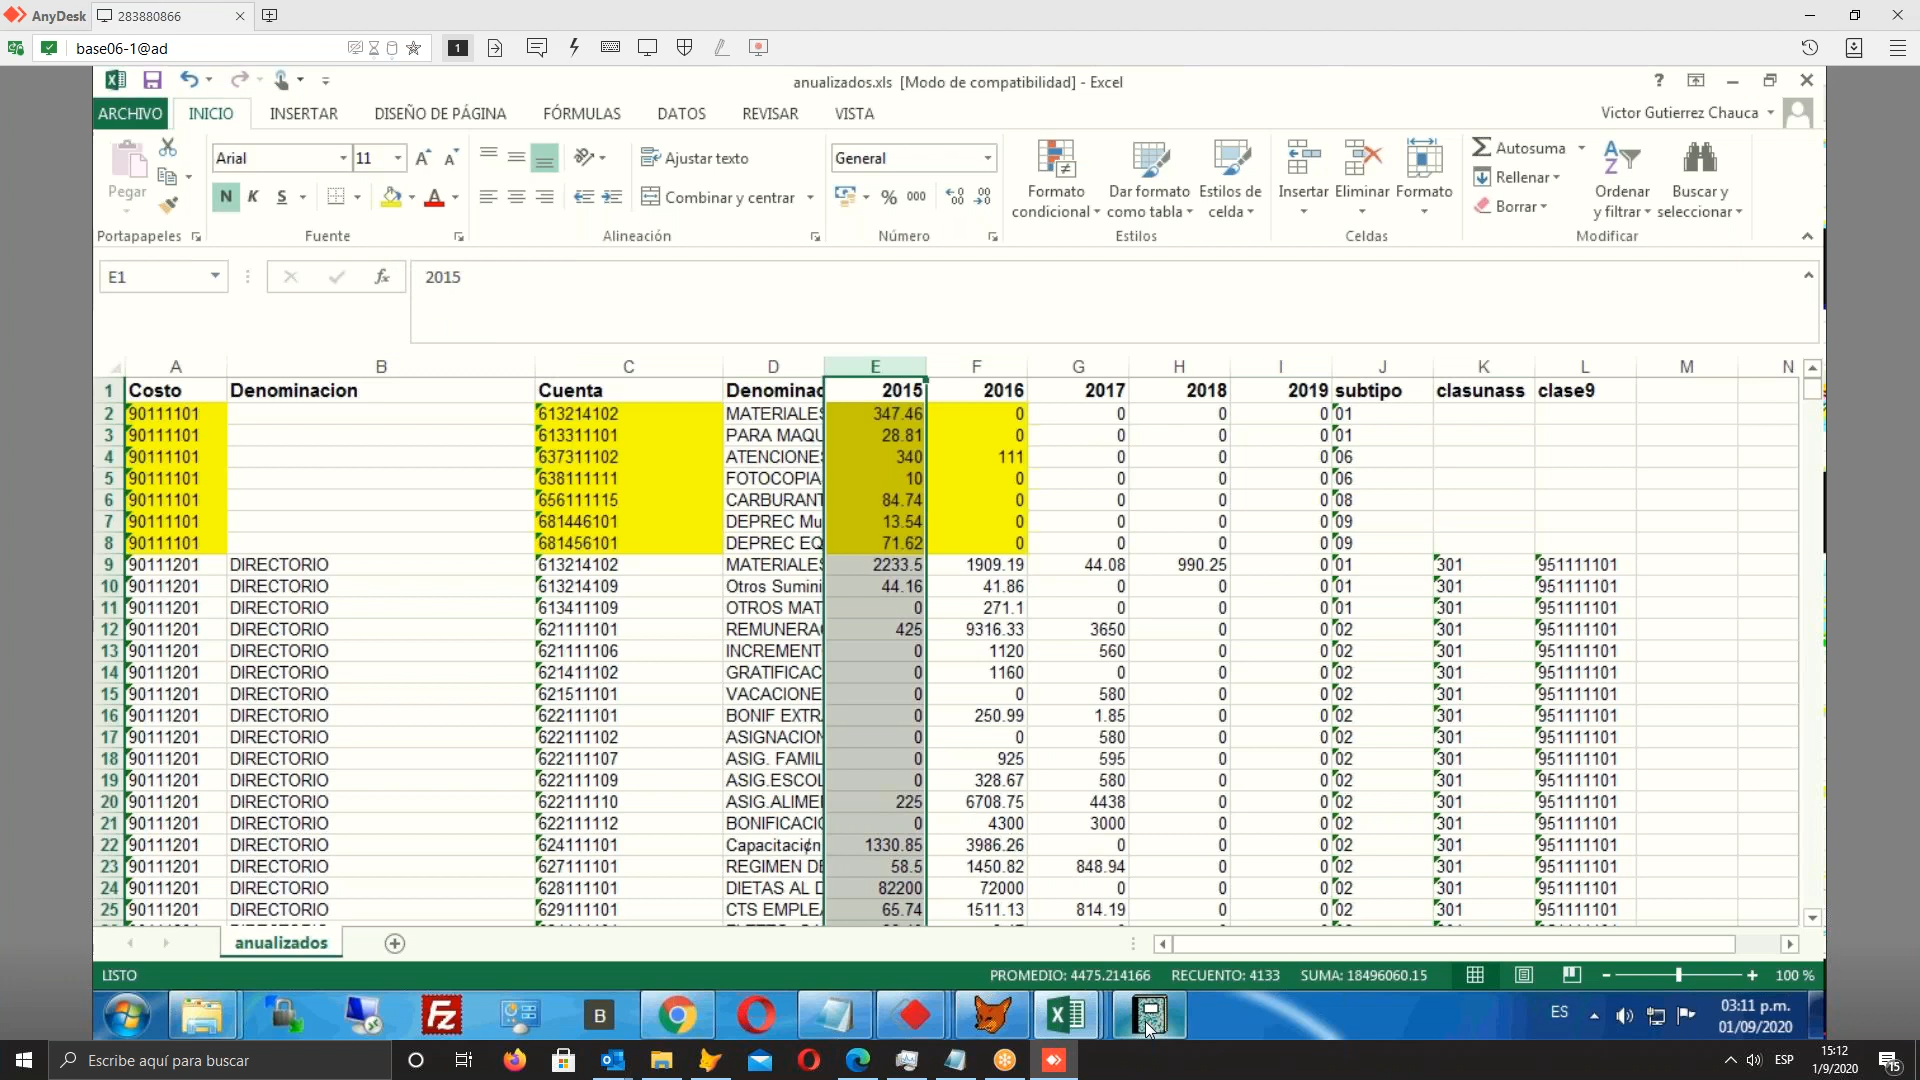 AnyDesk 283880866
base06-1@ad 1
anualizados.xls [Modo de compatibilidad] - Excel
ARCHIVO INICIO INSERTAR DISEÑO DE PÁGINA FÓRMULAS DATOS REVISAR VISTA Victor Gutierrez Chauca
Pegar Arial 11 Ajustar texto General
N K S Combinar y centrar % 000
Formato condicional Dar formato como tabla Estilos de celda Insertar Eliminar Formato
Autosuma
Rellenar
Borrar
Ordenar y filtrar Buscar y seleccionar
Portapapeles Fuente Alineación Número Estilos Celdas Modificar
E1 fx 2015
A B C D E F G H I J K L M N
1 Costo Denominacion Cuenta Denominac 2015 2016 2017 2018 2019 subtipo clasunass clase9
2 90111101 613214102 MATERIALES 347.46 0 0 0 0 01
3 90111101 613311101 PARA MAQU 28.81 0 0 0 0 01
4 90111101 637311102 ATENCIONE 340 111 0 0 0 06
5 90111101 638111111 FOTOCOPIA 10 0 0 0 0 06
6 90111101 656111115 CARBURANT 84.74 0 0 0 0 08
7 90111101 681446101 DEPREC Mu 13.54 0 0 0 0 09
8 90111101 681456101 DEPREC EQ 71.62 0 0 0 0 09
9 90111201 DIRECTORIO 613214102 MATERIALES 2233.5 1909.19 44.08 990.25 0 01 301 951111101
10 90111201 DIRECTORIO 613214109 Otros Sumini 44.16 41.86 0 0 0 01 301 951111101
11 90111201 DIRECTORIO 613411109 OTROS MAT 0 271.1 0 0 0 01 301 951111101
12 90111201 DIRECTORIO 621111101 REMUNERA 425 9316.33 3650 0 0 02 301 951111101
13 90111201 DIRECTORIO 621111106 INCREMENT 0 1120 560 0 0 02 301 951111101
14 90111201 DIRECTORIO 621411102 GRATIFICAC 0 1160 0 0 0 02 301 951111101
15 90111201 DIRECTORIO 621511101 VACACIONE 0 0 580 0 0 02 301 951111101
16 90111201 DIRECTORIO 622111101 BONIF EXTR 0 250.99 1.85 0 0 02 301 951111101
17 90111201 DIRECTORIO 622111102 ASIGNACION 0 0 580 0 0 02 301 951111101
18 90111201 DIRECTORIO 622111107 ASIG. FAMIL 0 925 595 0 0 02 301 951111101
19 90111201 DIRECTORIO 622111109 ASIG.ESCOL 0 328.67 580 0 0 02 301 951111101
20 90111201 DIRECTORIO 622111110 ASIG.ALIME 225 6708.75 4438 0 0 02 301 951111101
21 90111201 DIRECTORIO 622111112 BONIFICACIO 0 4300 3000 0 0 02 301 951111101
22 90111201 DIRECTORIO 624111101 Capacitaci¢n 1330.85 3986.26 0 0 0 02 301 951111101
23 90111201 DIRECTORIO 627111101 REGIMEN DE 58.5 1450.82 848.94 0 0 02 301 951111101
24 90111201 DIRECTORIO 628111101 DIETAS AL D 82200 72000 0 0 0 02 301 951111101
25 90111201 DIRECTORIO 629111101 CTS EMPLE 65.74 1511.13 814.19 0 0 02 301 951111101
anualizados
LISTO PROMEDIO: 4475.214166 RECUENTO: 4133 SUMA: 18496060.15 100 %
B ES 03:11 p.m.
01/09/2020
Escribe aquí para buscar ESP 15:12
1/9/2020 15